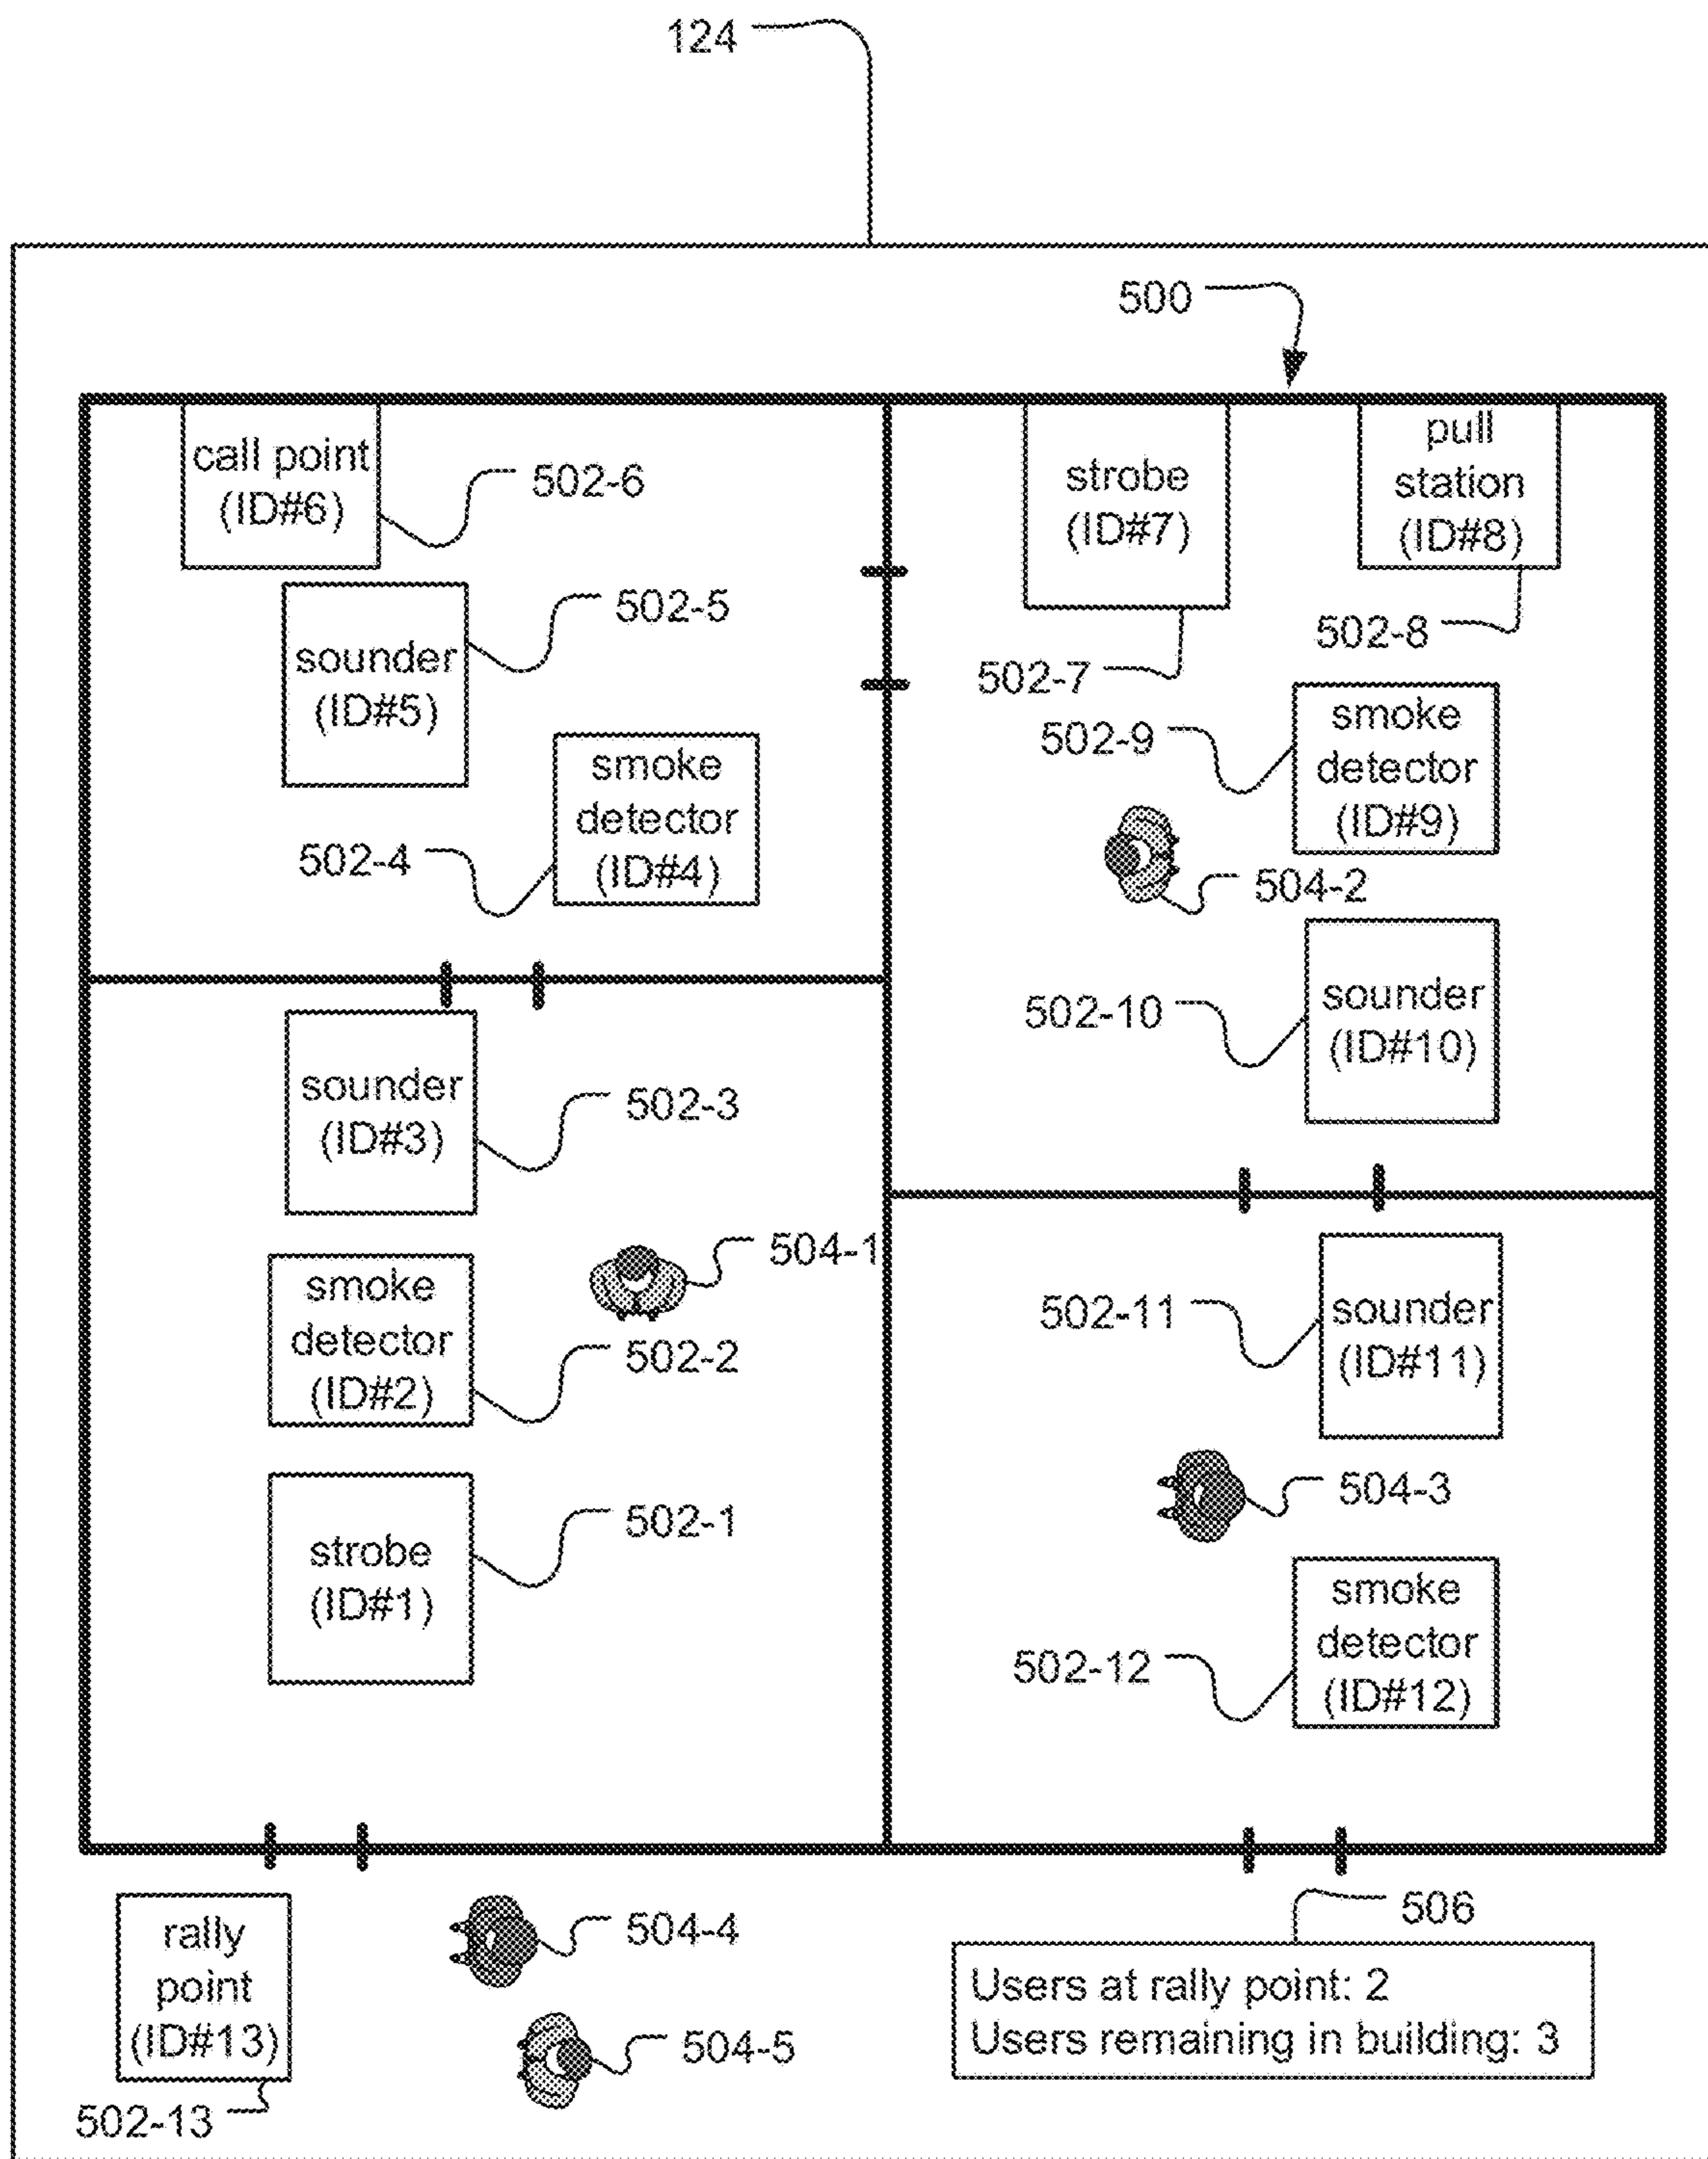 124
500
call point
(ID#6)
502-6
strobe
(ID#7)
pull
station
(ID#8)
sounder
(ID#5)
502-5
502-8
502-7
smoke
detector
(ID#4)
502-4
502-9
smoke
detector
(ID#9)
504-2
sounder
(ID#3)
502-3
502-10
sounder
(ID#10)
504-1
smoke
detector
(ID#2)
502-2
502-11
sounder
(ID#11)
strobe
(ID#1)
502-1
504-3
smoke
detector
(ID#12)
502-12
rally
point
(ID#13)
502-13
504-4
504-5
506
Users at rally point: 2
Users remaining in building: 3